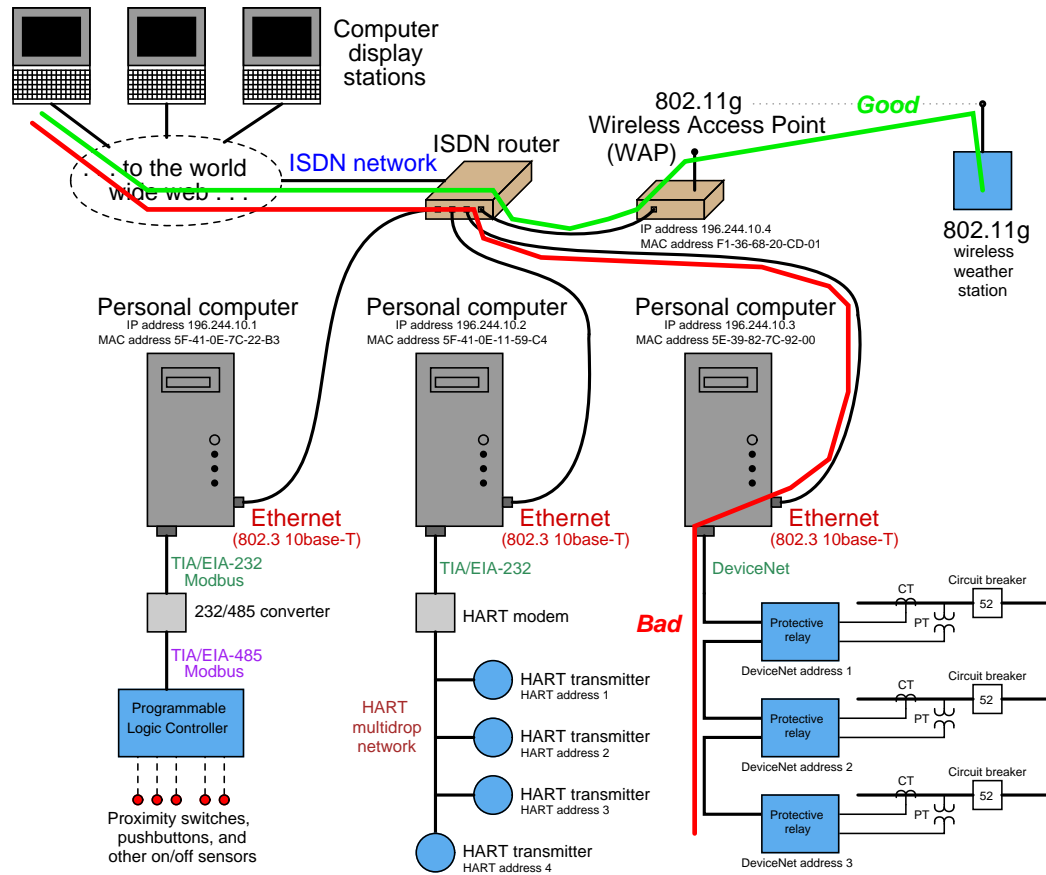 Computer
display
stations
. . . to the world
wide web . . .
ISDN network
ISDN router
802.11g
Wireless Access Point
(WAP)
Good
IP address 196.244.10.4
MAC address F1-36-68-20-CD-01
802.11g
wireless
weather
station
Personal computer
IP address 196.244.10.1
MAC address 5F-41-0E-7C-22-B3
Personal computer
IP address 196.244.10.2
MAC address 5F-41-0E-11-59-C4
Personal computer
IP address 196.244.10.3
MAC address 5E-39-82-7C-92-00
Ethernet
(802.3 10base-T)
Ethernet
(802.3 10base-T)
Ethernet
(802.3 10base-T)
TIA/EIA-232
Modbus
232/485 converter
TIA/EIA-485
Modbus
Programmable
Logic Controller
Proximity switches,
pushbuttons, and
other on/off sensors
TIA/EIA-232
HART modem
HART
multidrop
network
HART transmitter
HART address 1
HART transmitter
HART address 2
HART transmitter
HART address 3
HART transmitter
HART address 4
DeviceNet
Bad
Protective
relay
DeviceNet address 1
CT
PT
Circuit breaker
52
Protective
relay
DeviceNet address 2
CT
PT
Circuit breaker
52
Protective
relay
DeviceNet address 3
CT
PT
Circuit breaker
52